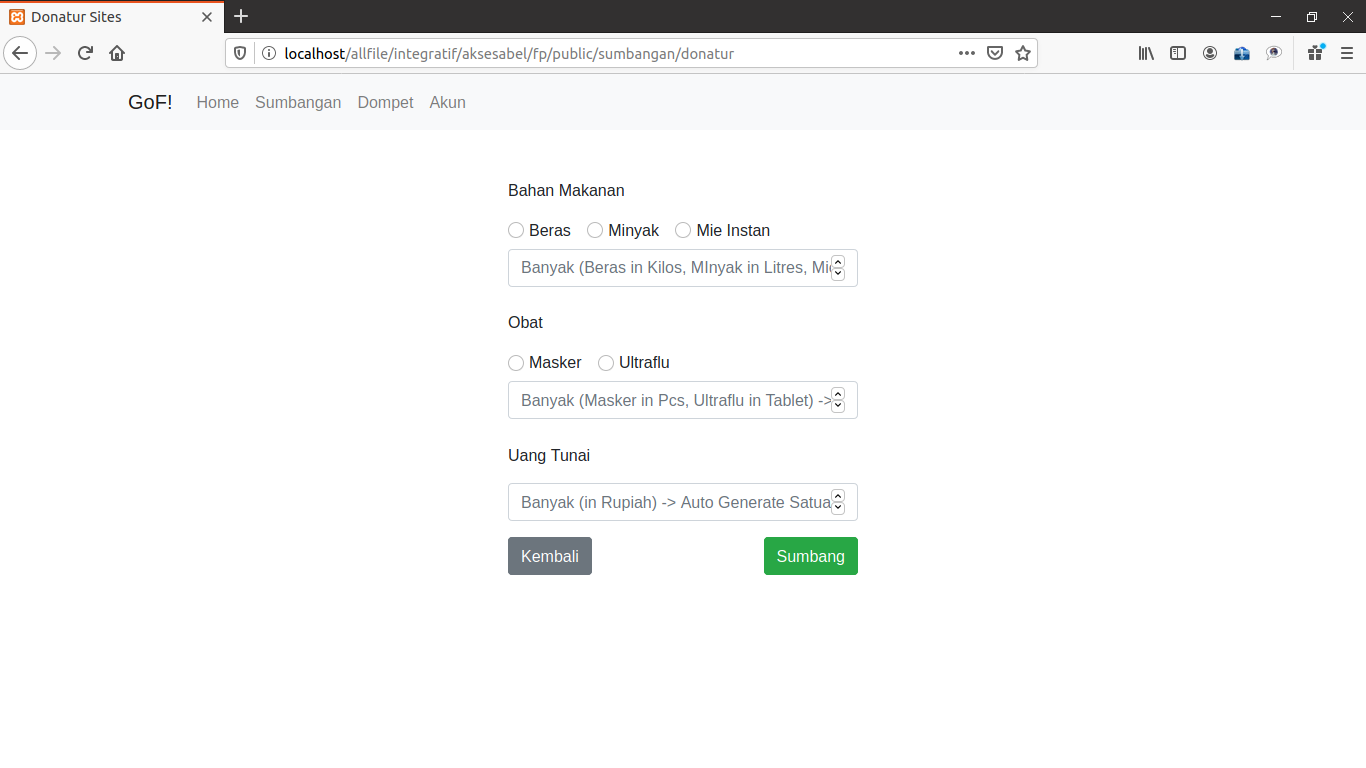 Donatur Sites
localhost/allfile/integratif/aksesabel/fp/public/sumbangan/donatur
GoF! Home Sumbangan Dompet Akun
Bahan Makanan
Beras Minyak Mie Instan
Banyak (Beras in Kilos, MInyak in Litres, Mie
Obat
Masker Ultraflu
Banyak (Masker in Pcs, Ultraflu in Tablet) ->
Uang Tunai
Banyak (in Rupiah) -> Auto Generate Satua
Kembali Sumbang